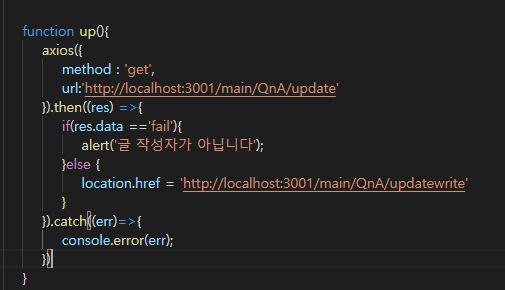 function up(){
axios({
method : 'get',
url:'http://localhost:3001/main/QnA/update'
}).then((res) =>{
if(res.data =='fail'){
alert('글 작성자가 아닙니다');
}else {
location.href = 'http://localhost:3001/main/QnA/updatewrite'
}
}).catch((err)=>{
console.error(err);
})
}